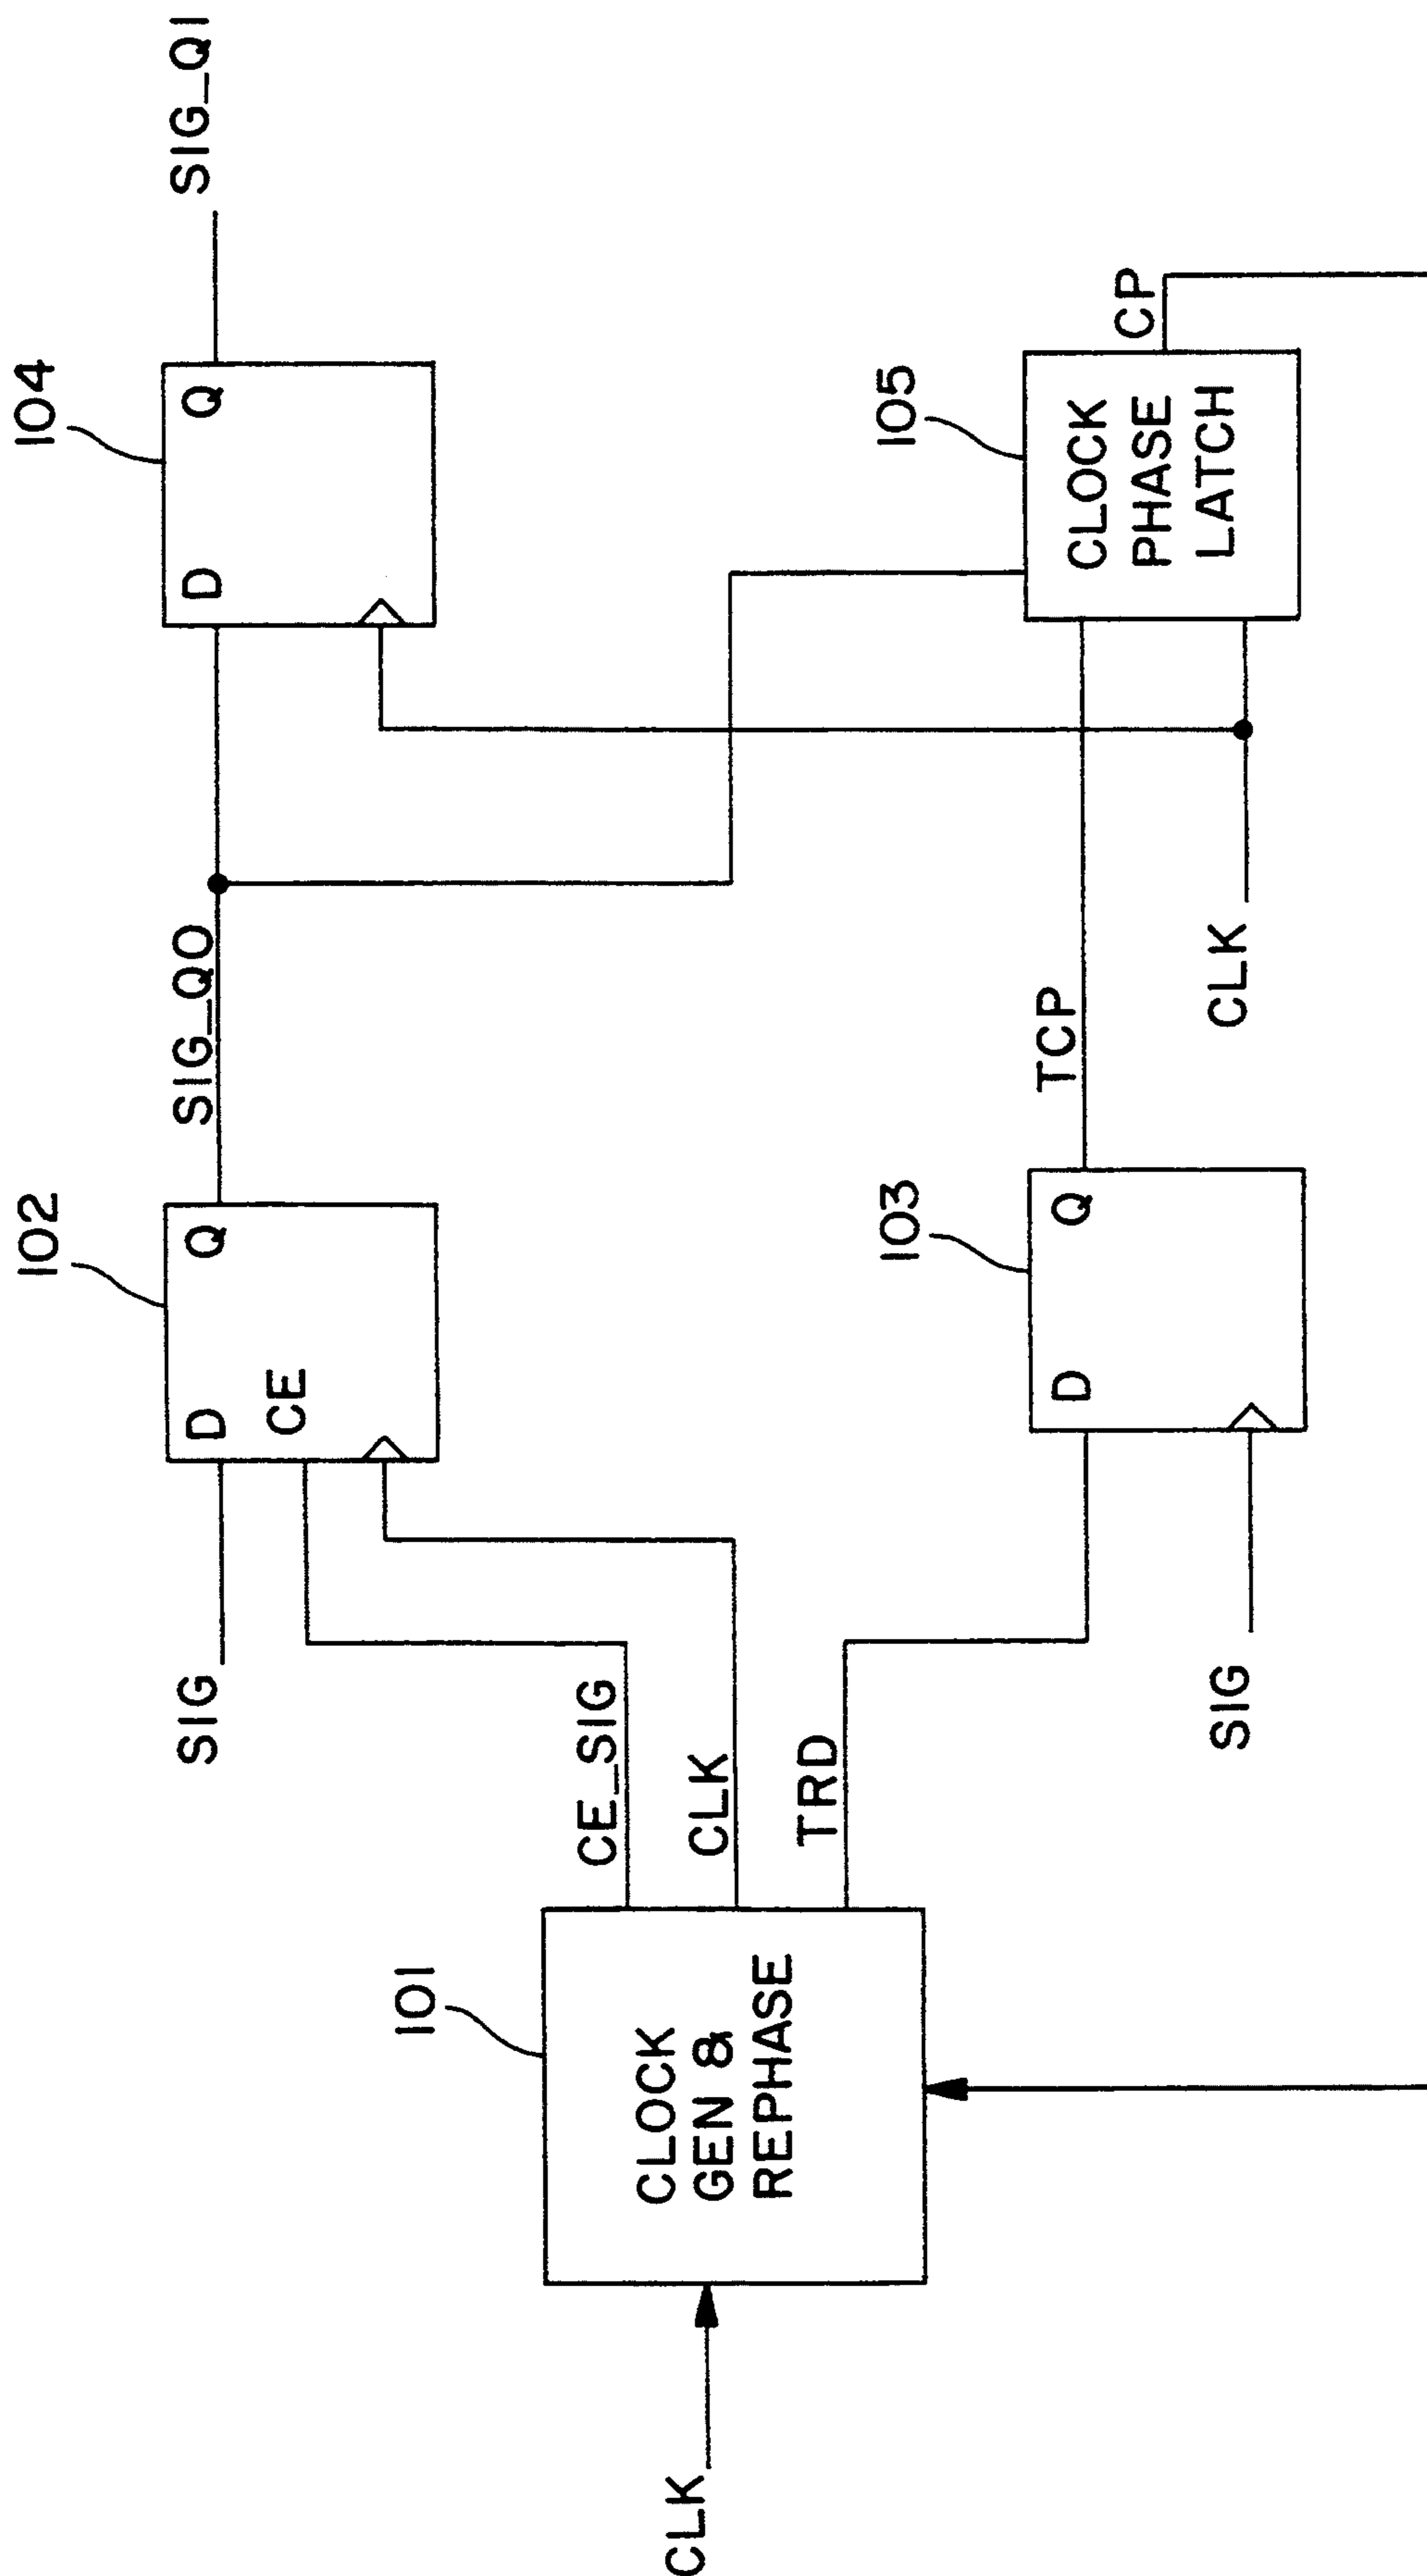 104
SIG_Q1
D
Q
102
SIG_Q0
D
Q
CE
SIG
CE_SIG
CLK
TRD
101
CLOCK
GEN &
REPHASE
CLK
103
D
Q
SIG
TCP
CLK
105
CLOCK
PHASE
LATCH
CP